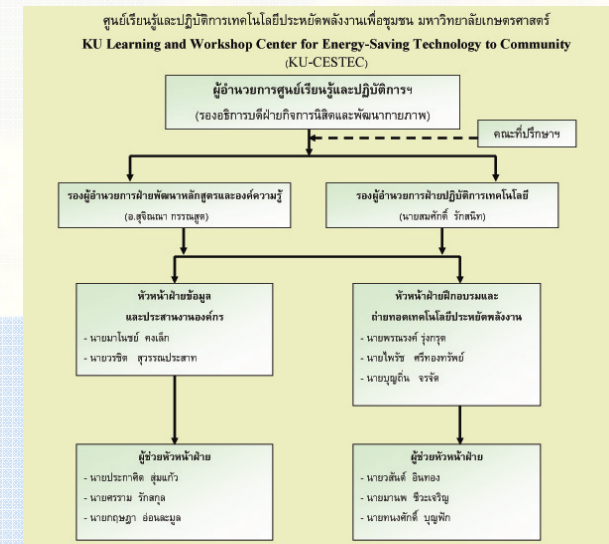 ศูนย์เรียนรู้และปฏิบัติการเทคโนโลยีประหยัดพลังงานเพื่อชุมชน มหาวิทยาลัยเกษตรศาสตร์
KU Learning and Workshop Center for Energy-Saving Technology to Community
(KU-CESTEC)
ผู้อำนวยการศูนย์เรียนรู้และปฏิบัติการฯ
(รองอธิการบดีฝ่ายกิจการนิสิตและพัฒนากายภาพ)
คณะที่ปรึกษาฯ
รองผู้อำนวยการฝ่ายพัฒนาหลักสูตรและองค์ความรู้
(อ.สุจิณณา กรรณสูต)
รองผู้อำนวยการฝ่ายปฏิบัติการเทคโนโลยี
(นายสมศักดิ์ รักสนิท)
หัวหน้าฝ่ายข้อมูล
และประสานงานองค์กร
- นายมาโนชย์ คงเล็ก
- นายวรชิต สุวรรณประสาท
หัวหน้าฝ่ายฝึกอบรมและ
ถ่ายทอดเทคโนโลยีประหยัดพลังงาน
- นายพรณรงค์ รุ่งกรุด
- นายไพรัช ศรีทองทรัพย์
- นายบุญถิ่น จรจัด
ผู้ช่วยหัวหน้าฝ่าย
- นายประกาศิต สุ่มแก้ว
- นายศรราม รักสกุล
- นายกฤษฎา อ่อนละมูล
ผู้ช่วยหัวหน้าฝ่าย
- นายวสันต์ อินทอง
- นายมานพ ชีวะเจริญ
- นายทนงศักดิ์ บุญฟัก